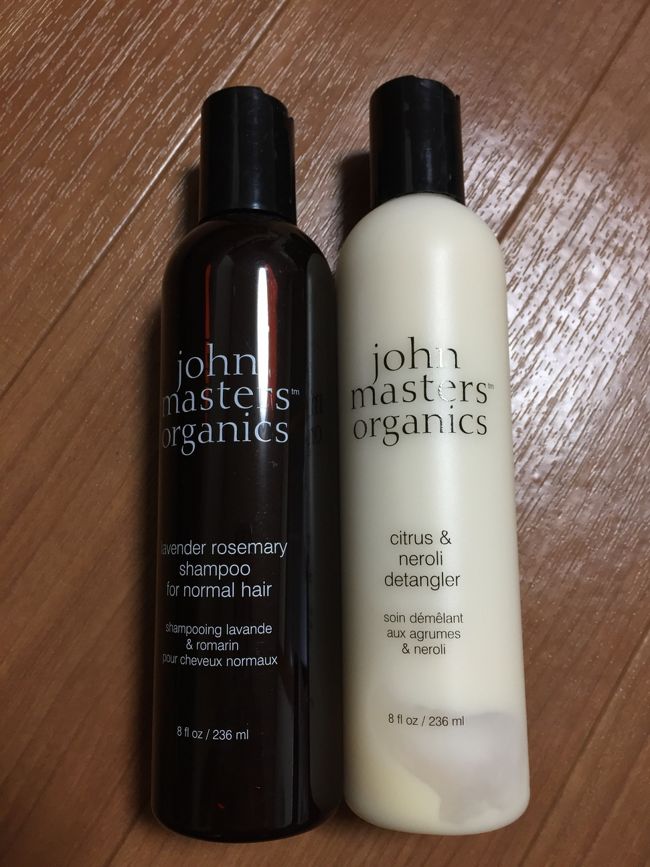 john
masters™
organics
lavender rosemary
shampoo
for normal hair
shampooing lavande
& romarin
pour cheveux normaux
8 fl oz / 236 ml
john
masters™
organics
citrus &
neroli
detangler
soin démêlant
aux agrumes
& neroli
8 fl oz / 236 ml